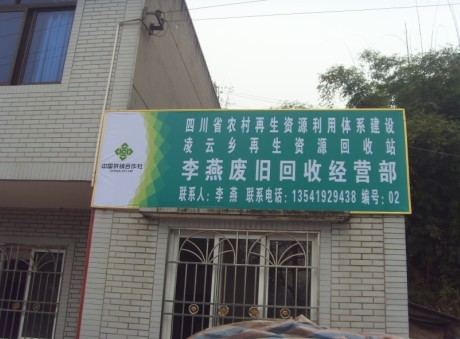 四川省农村再生资源利用体系建设
凌云乡再生资源回收站
李燕废旧回收经营部
联系人：李 燕 联系电话：13541929438 编号：02
中国供销合作社